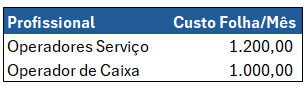 Profissional Custo Folha/Mês
Operadores Serviço 1.200,00
Operador de Caixa 1.000,00